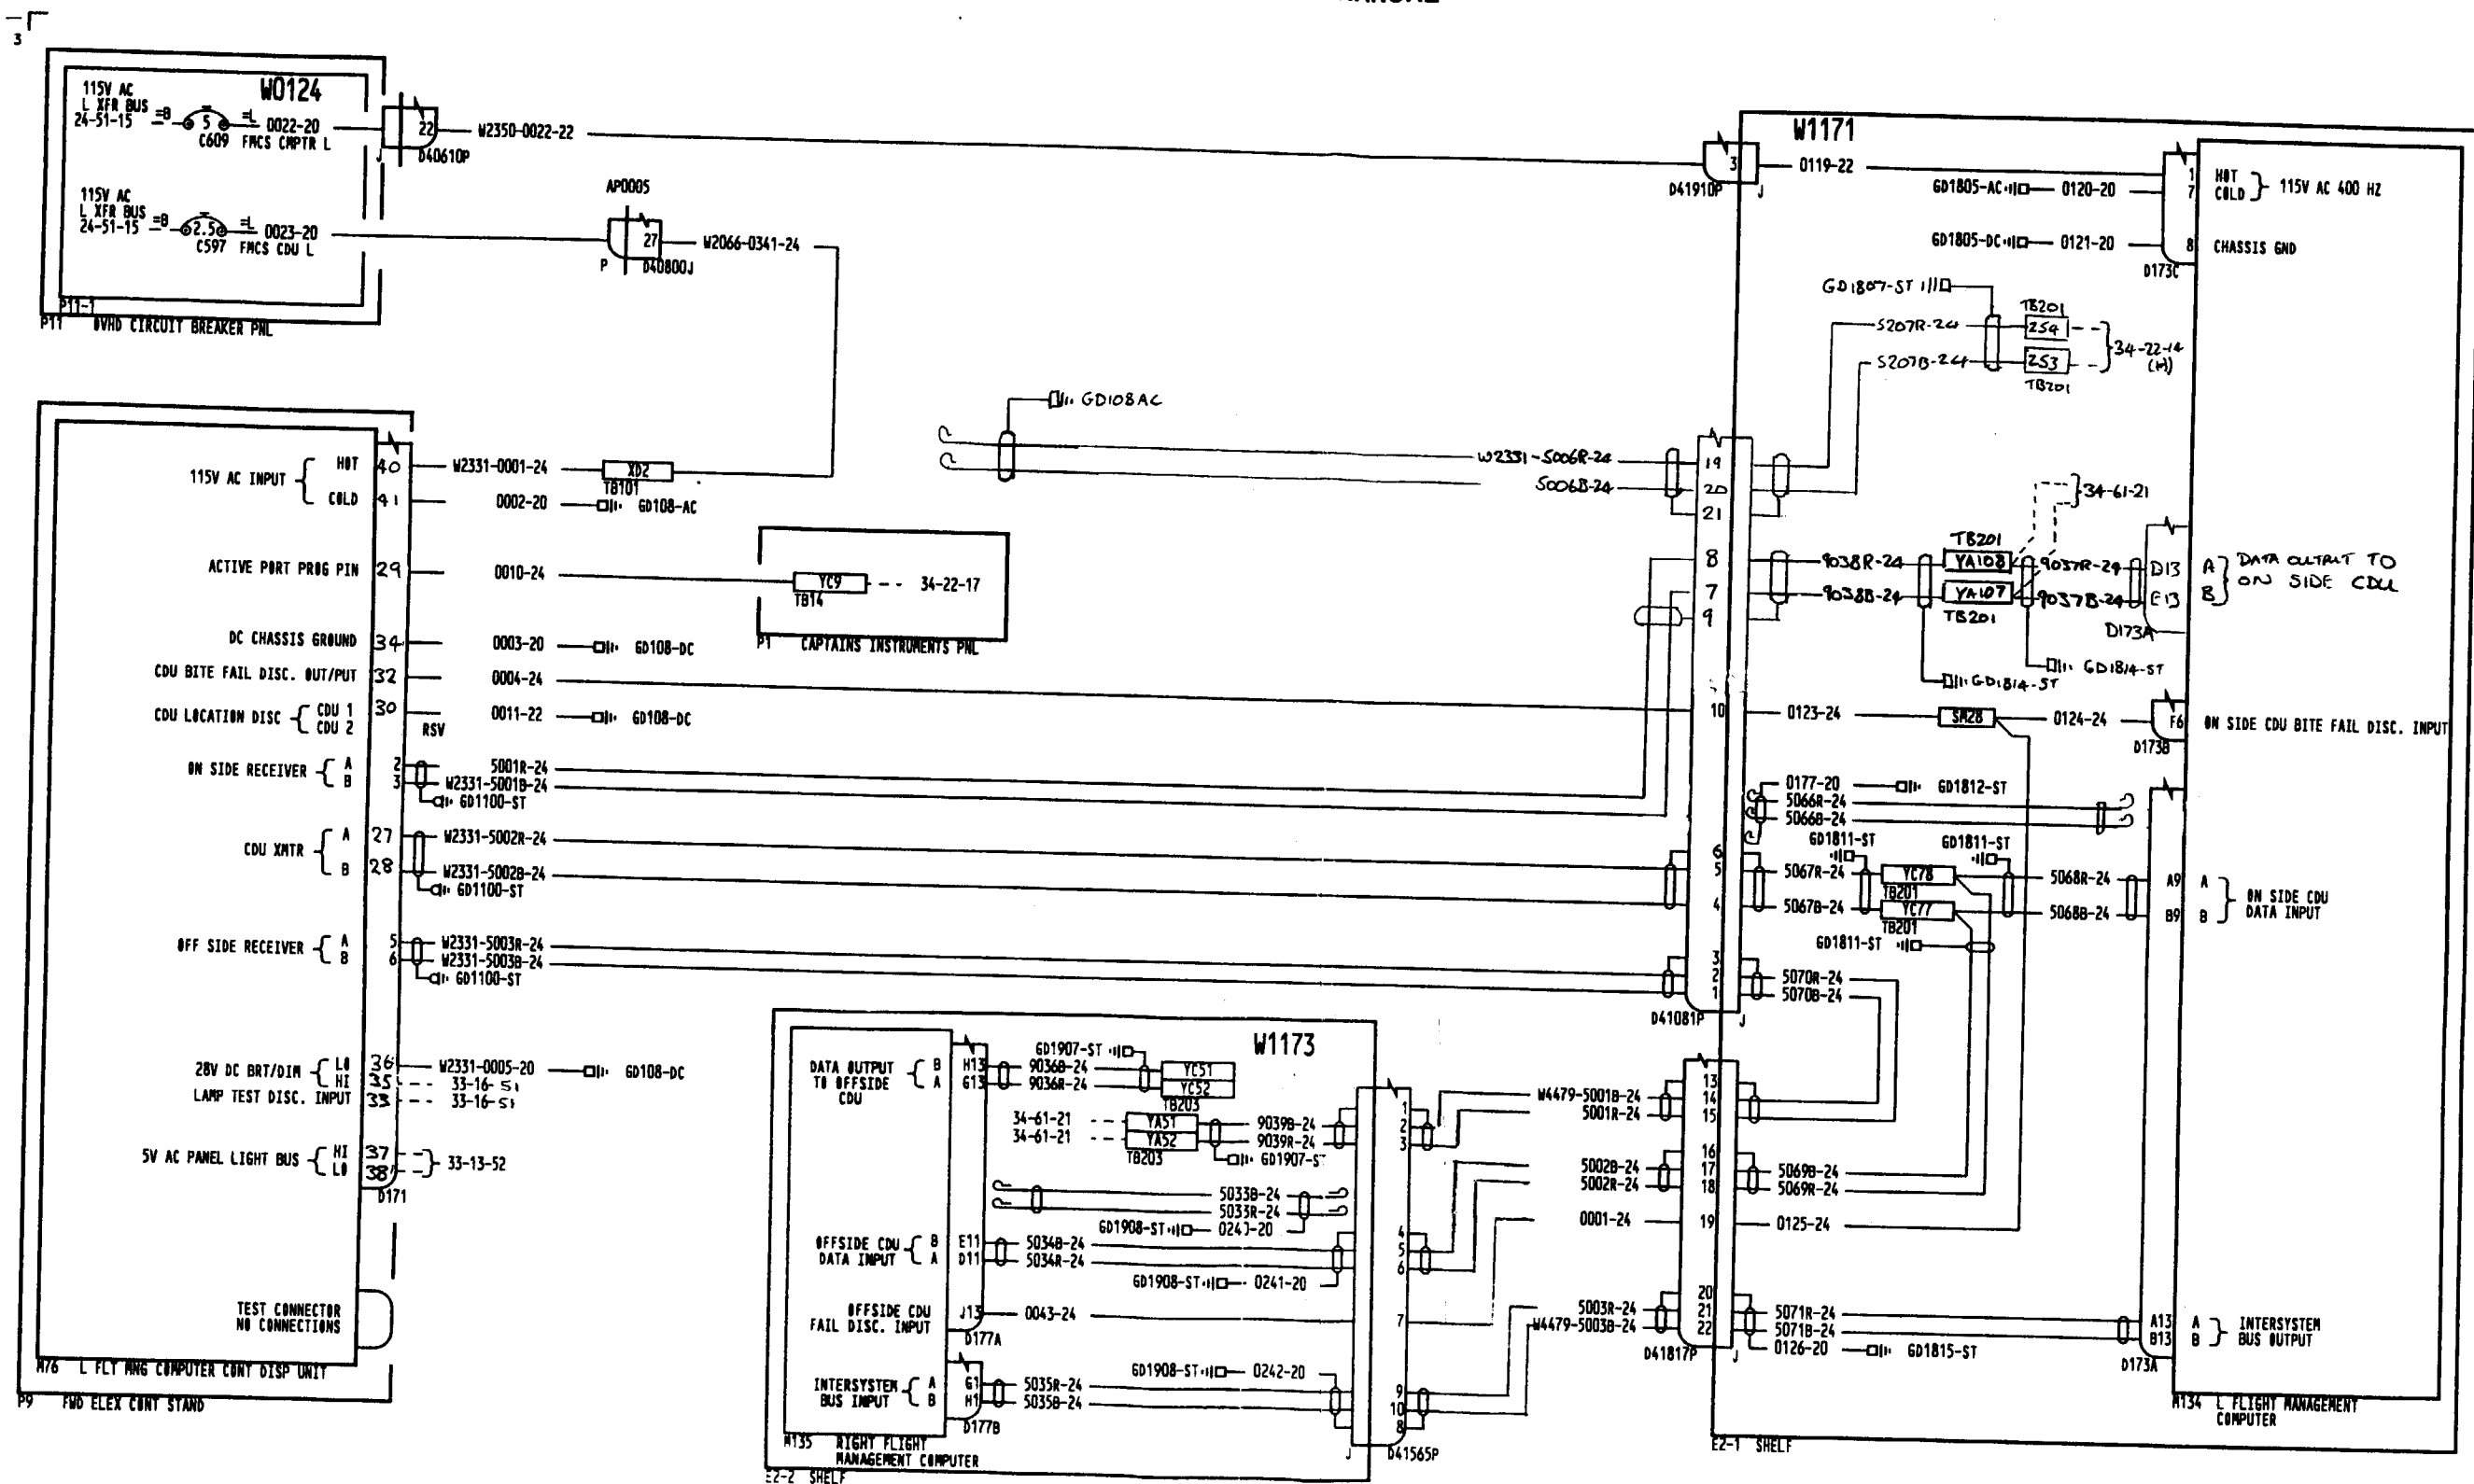 3
W0124
115V AC
L XFR BUS
24-51-15
=B
5
=L
0022-20
C609 FMCS CMPTR L
J
22
D40610P
W2350-0022-22
115V AC
L XFR BUS
24-51-15
=B
2.5
=L
0023-20
C597 FMCS CDU L
P11-1
P11 OVHD CIRCUIT BREAKER PNL
AP0005
27
P
D40800J
W2066-0341-24
115V AC INPUT
HOT 40 W2331-0001-24
XD2
TB101
COLD 41 0002-20 GD108-AC
ACTIVE PORT PROG PIN 29 0010-24
YC9
TB14
34-22-17
P1 CAPTAINS INSTRUMENTS PNL
DC CHASSIS GROUND 34 0003-20 GD108-DC
CDU BITE FAIL DISC. OUT/PUT 32 0004-24
CDU LOCATION DISC
CDU 1 30 0011-22 GD108-DC
CDU 2 RSV
ON SIDE RECEIVER
A 2 5001R-24
B 3 W2331-5001B-24
GD1100-ST
CDU XMTR
A 27 W2331-5002R-24
B 28 W2331-5002B-24
GD1100-ST
OFF SIDE RECEIVER
A 5 W2331-5003R-24
B 6 W2331-5003B-24
GD1100-ST
28V DC BRT/DIM
LO 36 W2331-0005-20 GD108-DC
HI 35 33-16-51
LAMP TEST DISC. INPUT 33 33-16-51
5V AC PANEL LIGHT BUS
HI 37
LO 38
33-13-52
D171
TEST CONNECTOR
NO CONNECTIONS
M76 L FLT MNG COMPUTER CONT DISP UNIT
P9 FWD ELEX CONT STAND
GD108AC
W2331-5006R-24
5006B-24
19
20
21
8
7
9
10
6
5
4
3
2
1
D41081P
J
W1171
3
D41910P
J
0119-22
GD1805-AC 0120-20
1 HOT
7 COLD
115V AC 400 HZ
GD1805-DC 0121-20
8 CHASSIS GND
D173C
GD1807-ST
5207R-24
TB201
254
5207B-24
253
TB201
34-22-14
34-61-21
TB201
9038R-24 YA108 9037R-24 D13 A
9038B-24 YA107 9037B-24 E13 B
TB201
DATA OUTPUT TO
ON SIDE CDU
D173A
GD1814-ST
GD1814-ST
0123-24 SM28 0124-24 F6 ON SIDE CDU BITE FAIL DISC. INPUT
D173B
0177-20 GD1812-ST
5066R-24
5066B-24
GD1811-ST
GD1811-ST
5067R-24 YC78 5068R-24 A9 A
TB201
5067B-24 YC77 5068B-24 B9 B
TB201
ON SIDE CDU
DATA INPUT
GD1811-ST
5070R-24
5070B-24
W1173
DATA OUTPUT
TO OFFSIDE
CDU
B H13 9036B-24
A G13 9036R-24
GD1907-ST
YC51
YC52
TB203
34-61-21 YA51 9039B-24
34-61-21 YA52 9039R-24
TB203
GD1907-ST
5033B-24
5033R-24
GD1908-ST
OFFSIDE CDU
DATA INPUT
B E11 5034B-24
A D11 5034R-24
GD1908-ST 0241-20
OFFSIDE CDU
FAIL DISC. INPUT
J13 0043-24
D177A
GD1908-ST 0242-20
INTERSYSTEM
BUS INPUT
A G1 5035R-24
B H1 5035B-24
D177B
M135 RIGHT FLIGHT
MANAGEMENT COMPUTER
E2-2 SHELF
1
2
3
4
5
6
7
9
10
8
J
D41565P
W4479-5001B-24
5001R-24
5002B-24
5002R-24
0001-24
5003R-24
W4479-5003B-24
13
14
15
16
17
18
19
20
21
22
D41817P
J
5069B-24
5069R-24
0125-24
5071R-24
5071B-24
0126-20 GD1815-ST
A13 A
B13 B
INTERSYSTEM
BUS OUTPUT
D173A
M134 L FLIGHT MANAGEMENT
COMPUTER
E2-1 SHELF